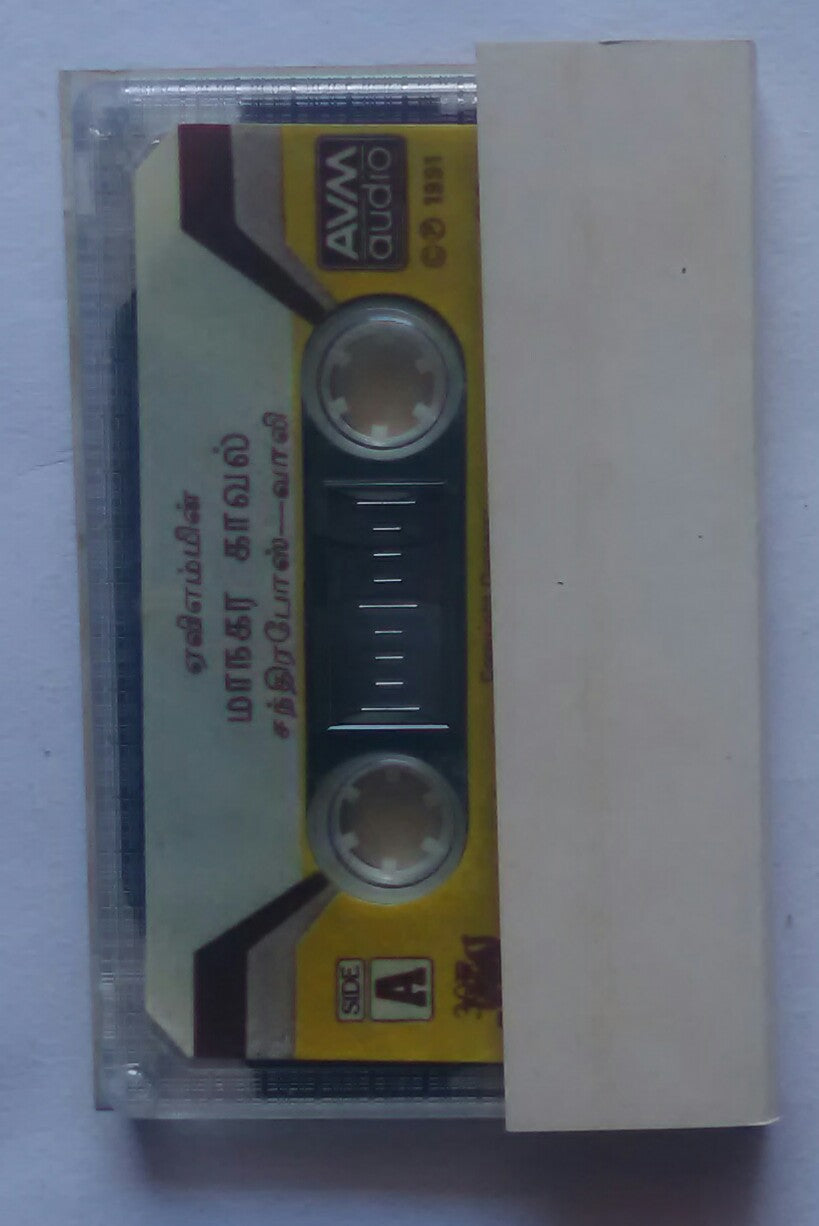 ஏவிஎம்மின்
மாநகர காவல்
சந்திரபோஸ்—வாலி
SIDE
A
AVM
audio
©℗ 1991